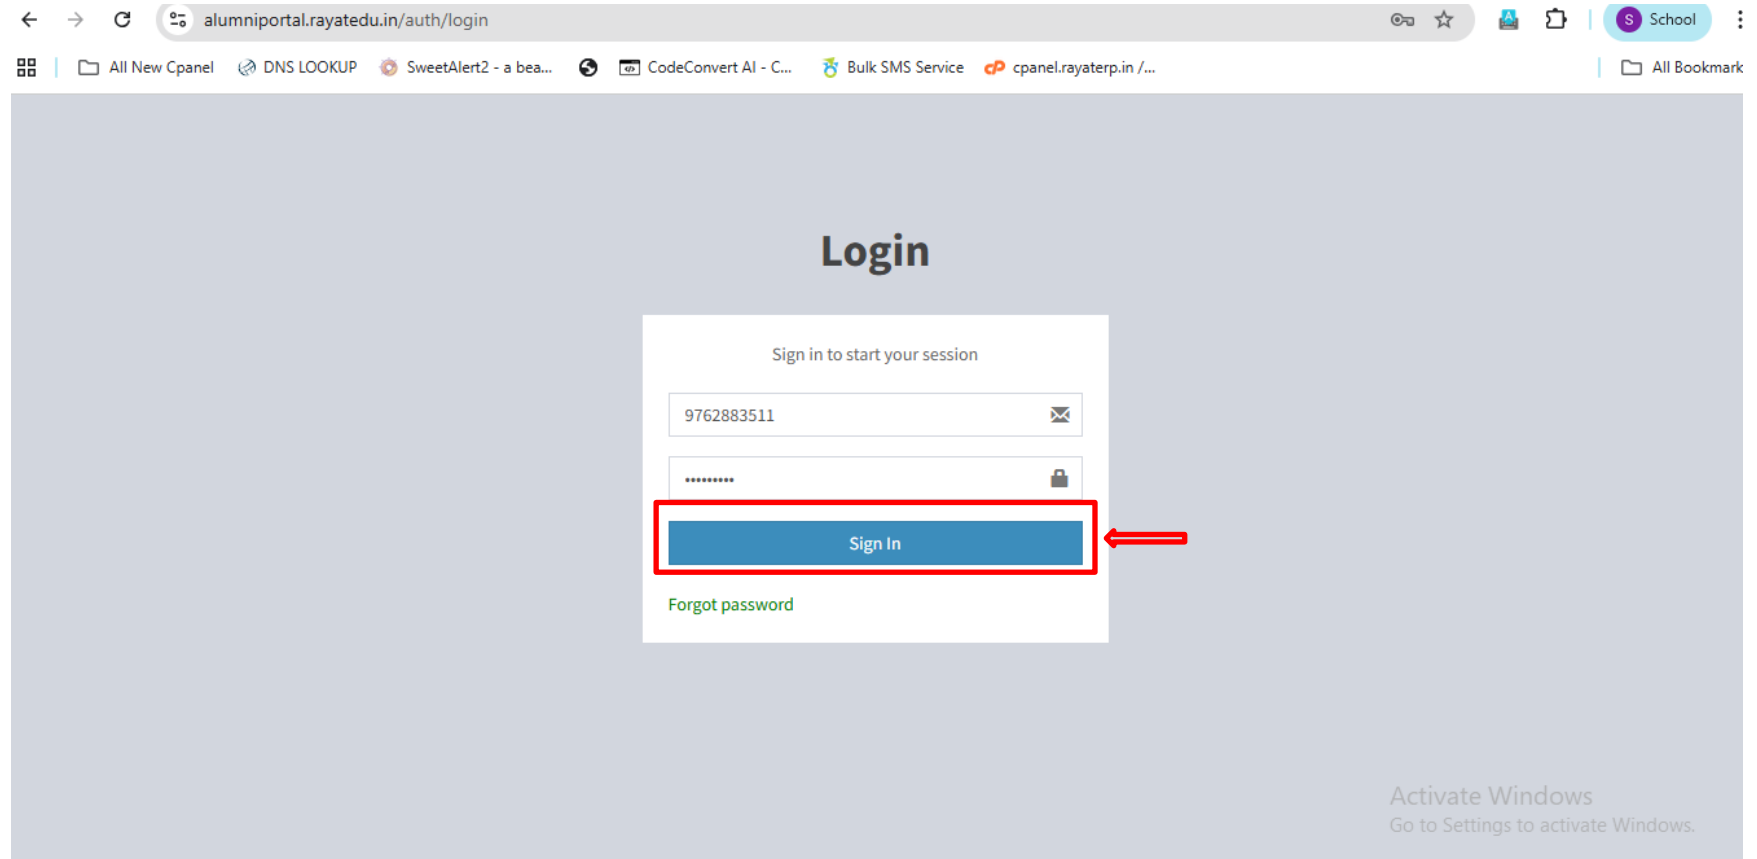 alumniportal.rayatedu.in/auth/login
S School
All New Cpanel DNS LOOKUP SweetAlert2 - a bea... CodeConvert AI - C... Bulk SMS Service cpanel.rayaterp.in /... All Bookmark
Login
Sign in to start your session
9762883511
•••••••••
Sign In
Forgot password
Activate Windows
Go to Settings to activate Windows.